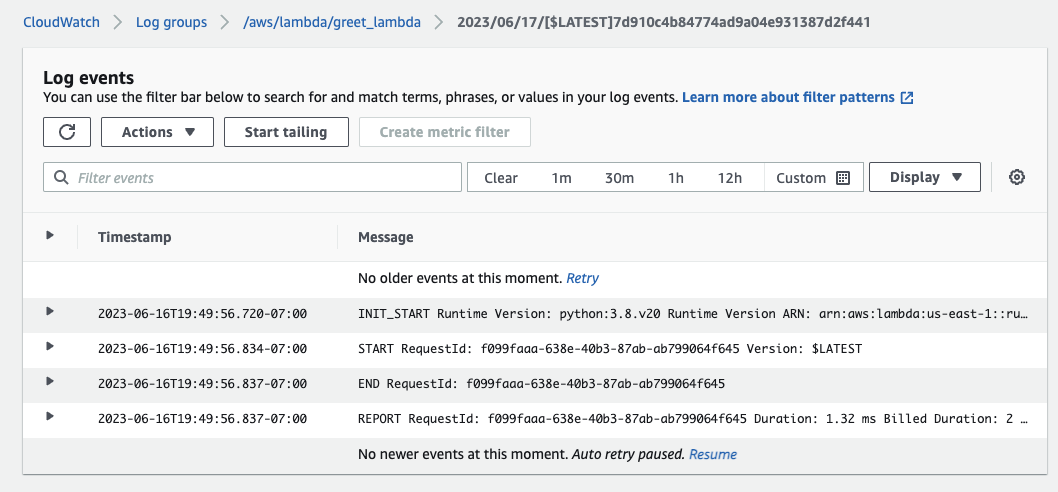 CloudWatch > Log groups > /aws/lambda/greet_lambda > 2023/06/17/[$LATEST]7d910c4b84774ad9a04e931387d2f441
Log events
You can use the filter bar below to search for and match terms, phrases, or values in your log events. Learn more about filter patterns
Actions Start tailing Create metric filter
Filter events Clear 1m 30m 1h 12h Custom Display
Timestamp Message
No older events at this moment. Retry
2023-06-16T19:49:56.720-07:00 INIT_START Runtime Version: python:3.8.v20 Runtime Version ARN: arn:aws:lambda:us-east-1::ru…
2023-06-16T19:49:56.834-07:00 START RequestId: f099faaa-638e-40b3-87ab-ab799064f645 Version: $LATEST
2023-06-16T19:49:56.837-07:00 END RequestId: f099faaa-638e-40b3-87ab-ab799064f645
2023-06-16T19:49:56.837-07:00 REPORT RequestId: f099faaa-638e-40b3-87ab-ab799064f645 Duration: 1.32 ms Billed Duration: 2 …
No newer events at this moment. Auto retry paused. Resume